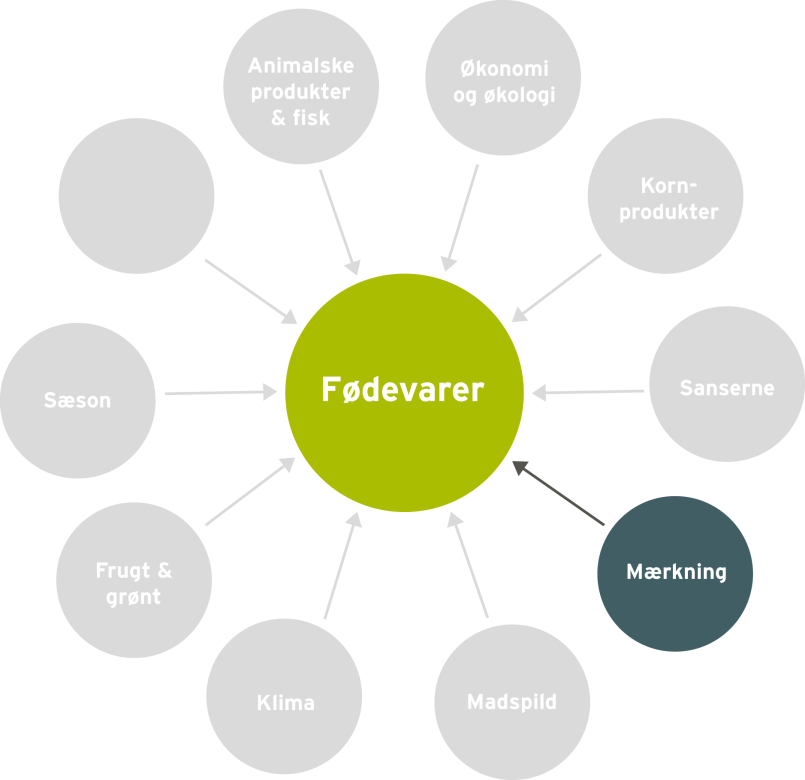 Animalske
produkter
& fisk
Økonomi
og økologi
Korn-
produkter
Fødevarer
Sanserne
Sæson
Mærkning
Frugt &
grønt
Klima
Madspild